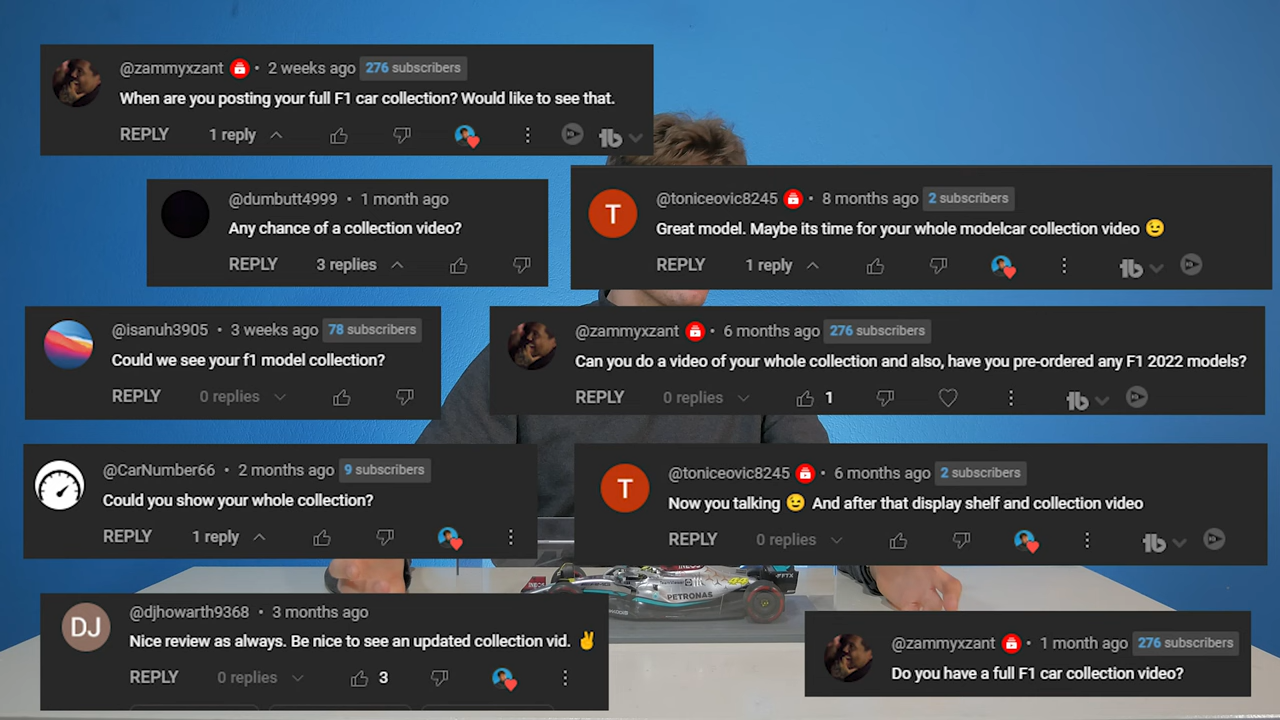 @zammyxzant • 2 weeks ago 276 subscribers
When are you posting your full F1 car collection? Would like to see that.
REPLY 1 reply
@dumbutt4999 • 1 month ago
Any chance of a collection video?
REPLY 3 replies
@toniceovic8245 • 8 months ago 2 subscribers
Great model. Maybe its time for your whole modelcar collection video 😉
REPLY 1 reply
@isanuh3905 • 3 weeks ago 78 subscribers
Could we see your f1 model collection?
REPLY 0 replies
@zammyxzant • 6 months ago 276 subscribers
Can you do a video of your whole collection and also, have you pre-ordered any F1 2022 models?
REPLY 0 replies 1
@CarNumber66 • 2 months ago 9 subscribers
Could you show your whole collection?
REPLY 1 reply
T
@toniceovic8245 • 6 months ago 2 subscribers
Now you talking 😉 And after that display shelf and collection video
REPLY 0 replies
INEOS
44
FTX
PETRONAS
DJ
@djhowarth9368 • 3 months ago
Nice review as always. Be nice to see an updated collection vid. ✌
REPLY 0 replies 3
@zammyxzant • 1 month ago 276 subscribers
Do you have a full F1 car collection video?